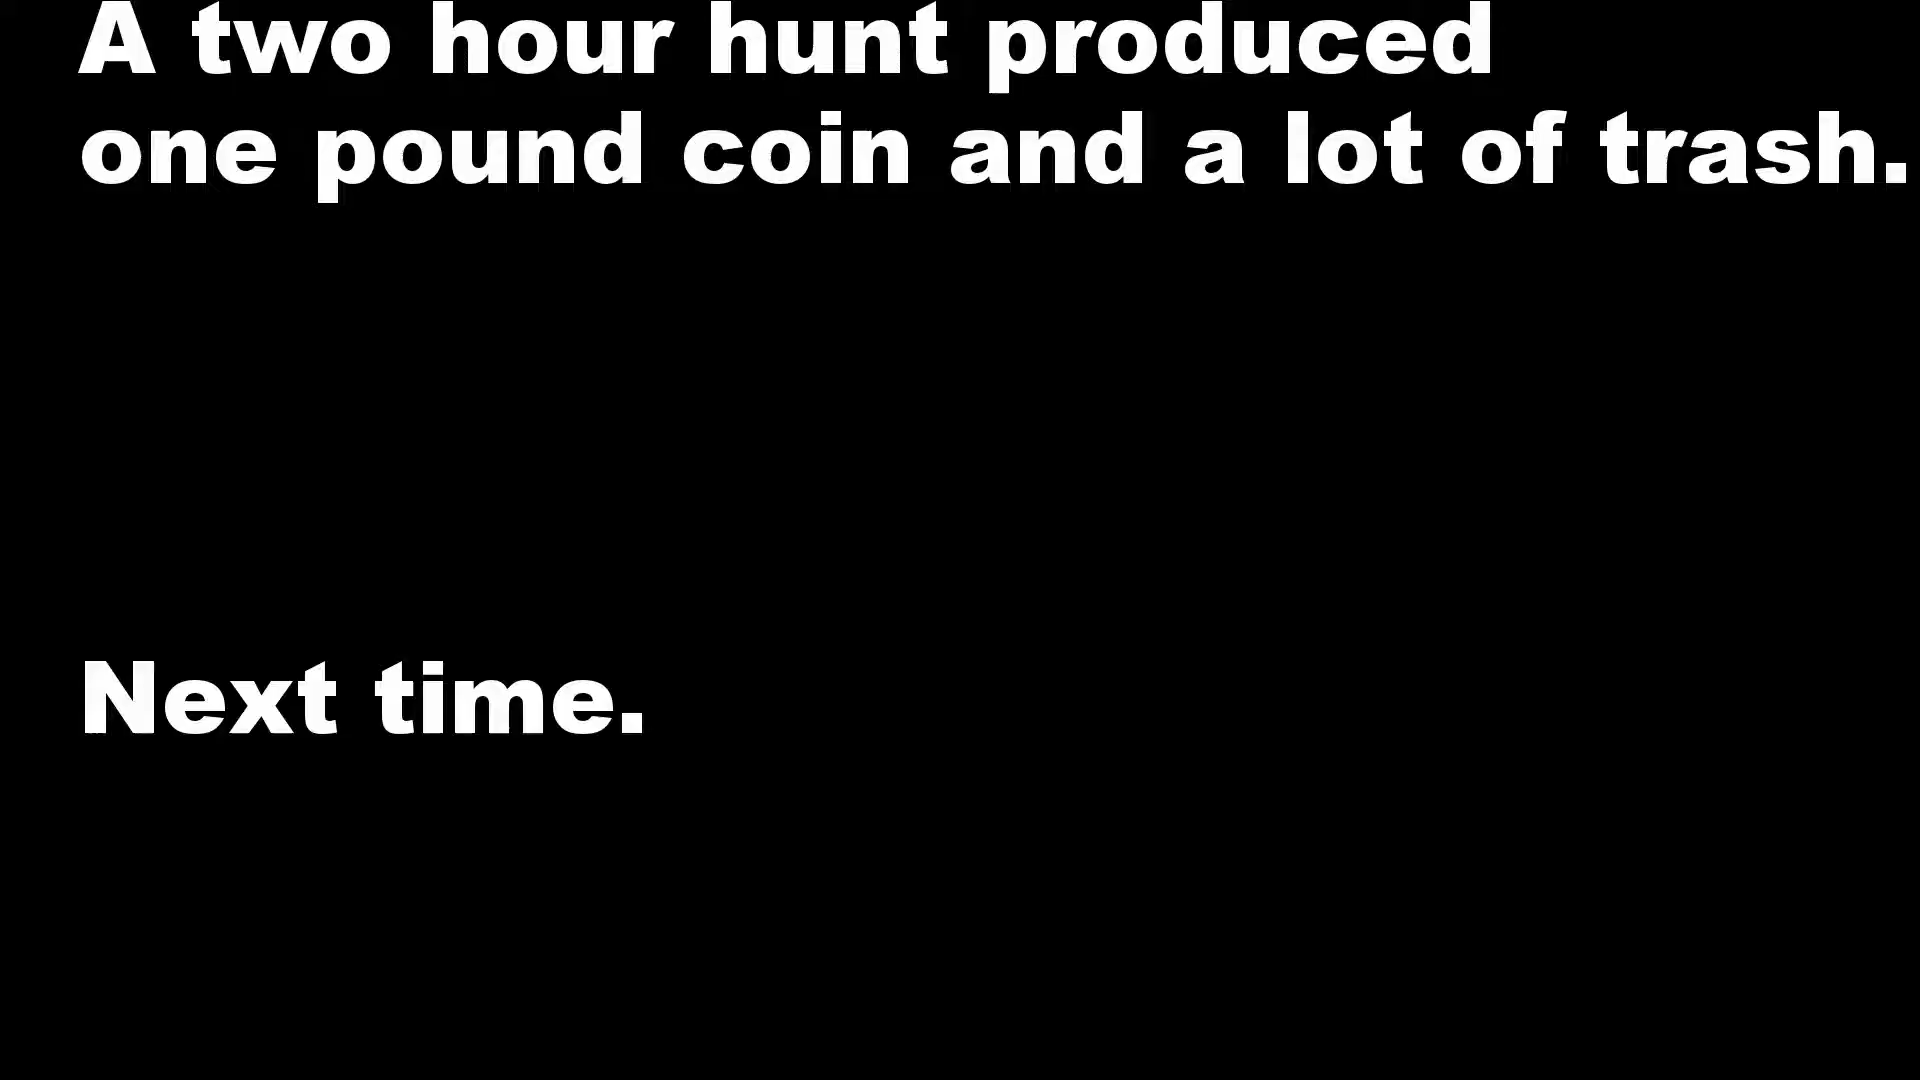 A two hour hunt produced
one pound coin and a lot of trash.
Next time.